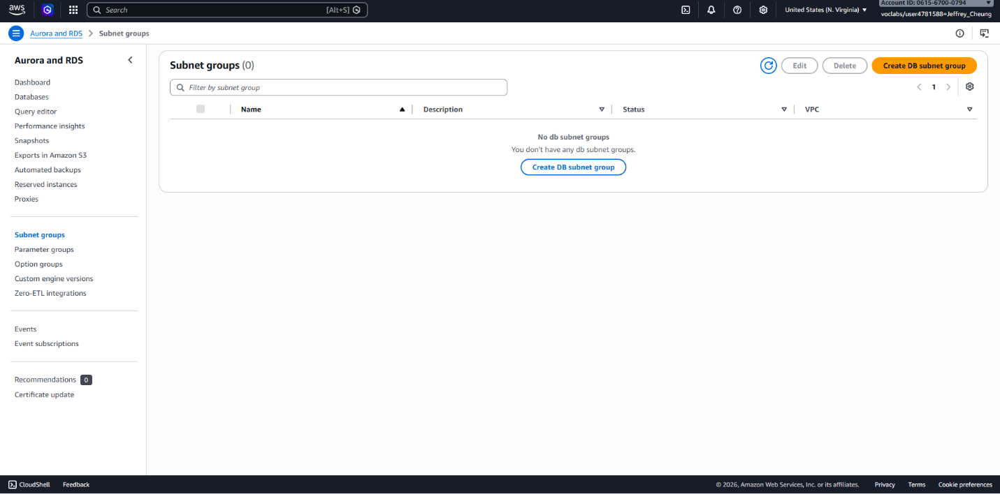 aws
Search [Alt+S]
United States (N. Virginia)
Account ID: 0615-6700-0794
voclabs/user4781588=Jeffrey_Cheung
Aurora and RDS > Subnet groups
Aurora and RDS
Dashboard
Databases
Query editor
Performance insights
Snapshots
Exports in Amazon S3
Automated backups
Reserved instances
Proxies
Subnet groups
Parameter groups
Option groups
Custom engine versions
Zero-ETL integrations
Events
Event subscriptions
Recommendations 0
Certificate update
Subnet groups (0)
Edit
Delete
Create DB subnet group
Filter by subnet group
1
Name Description Status VPC
No db subnet groups
You don't have any db subnet groups.
Create DB subnet group
CloudShell Feedback
© 2026, Amazon Web Services, Inc. or its affiliates. Privacy Terms Cookie preferences